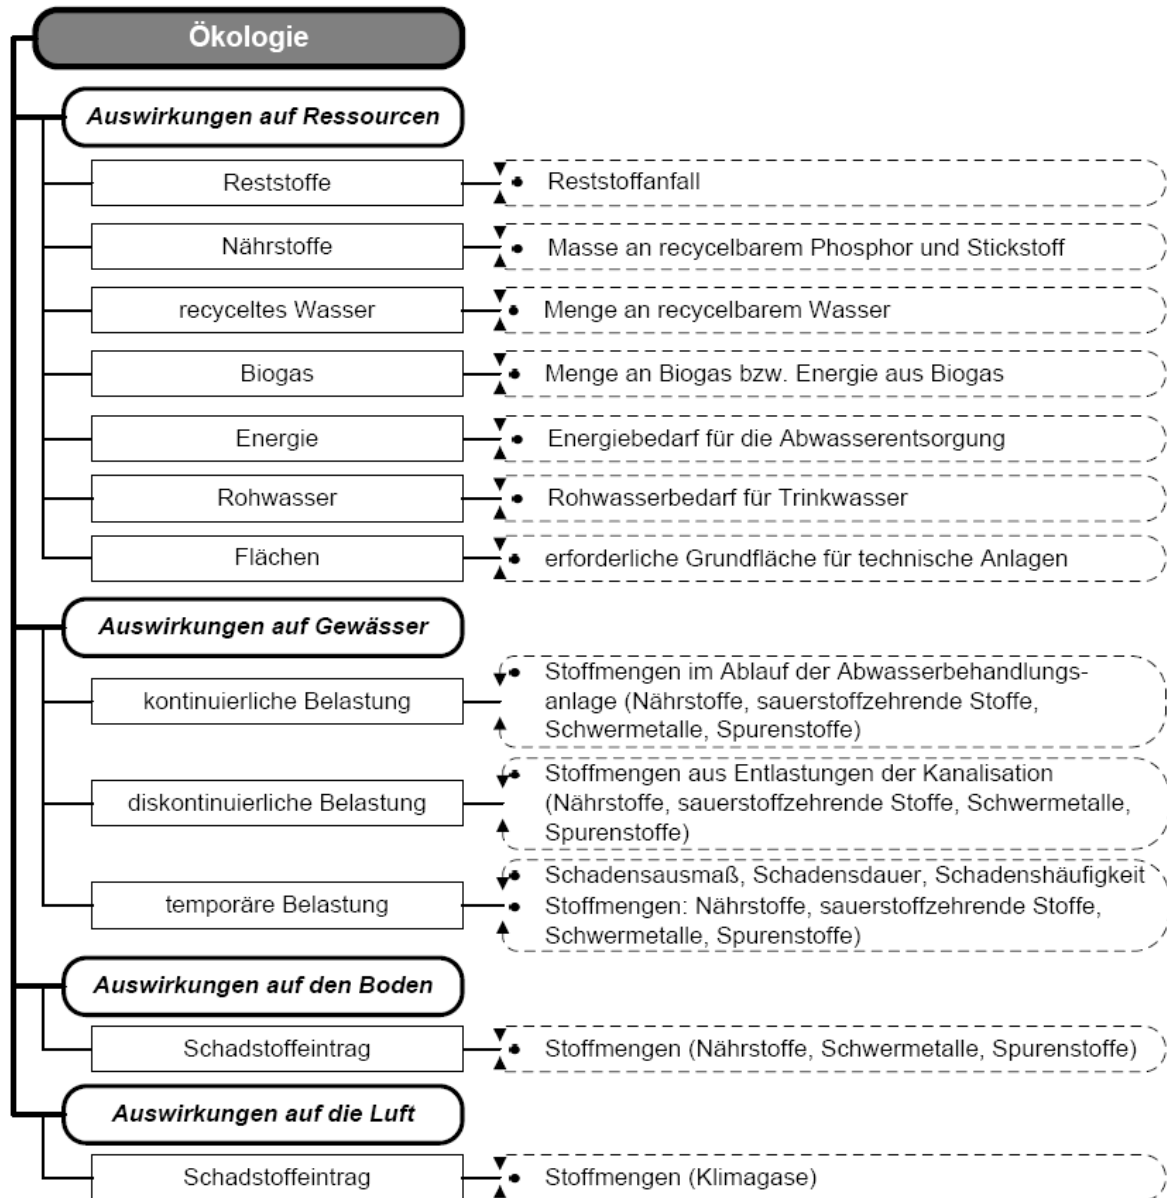 Ökologie
Auswirkungen auf Ressourcen
Reststoffe
• Reststoffanfall
Nährstoffe
• Masse an recycelbarem Phosphor und Stickstoff
recyceltes Wasser
• Menge an recycelbarem Wasser
Biogas
• Menge an Biogas bzw. Energie aus Biogas
Energie
• Energiebedarf für die Abwasserentsorgung
Rohwasser
• Rohwasserbedarf für Trinkwasser
Flächen
• erforderliche Grundfläche für technische Anlagen
Auswirkungen auf Gewässer
kontinuierliche Belastung
• Stoffmengen im Ablauf der Abwasserbehandlungs-
anlage (Nährstoffe, sauerstoffzehrende Stoffe,
Schwermetalle, Spurenstoffe)
diskontinuierliche Belastung
• Stoffmengen aus Entlastungen der Kanalisation
(Nährstoffe, sauerstoffzehrende Stoffe, Schwermetalle,
Spurenstoffe)
temporäre Belastung
• Schadensausmaß, Schadensdauer, Schadenshäufigkeit
• Stoffmengen: Nährstoffe, sauerstoffzehrende Stoffe,
Schwermetalle, Spurenstoffe)
Auswirkungen auf den Boden
Schadstoffeintrag
• Stoffmengen (Nährstoffe, Schwermetalle, Spurenstoffe)
Auswirkungen auf die Luft
Schadstoffeintrag
• Stoffmengen (Klimagase)